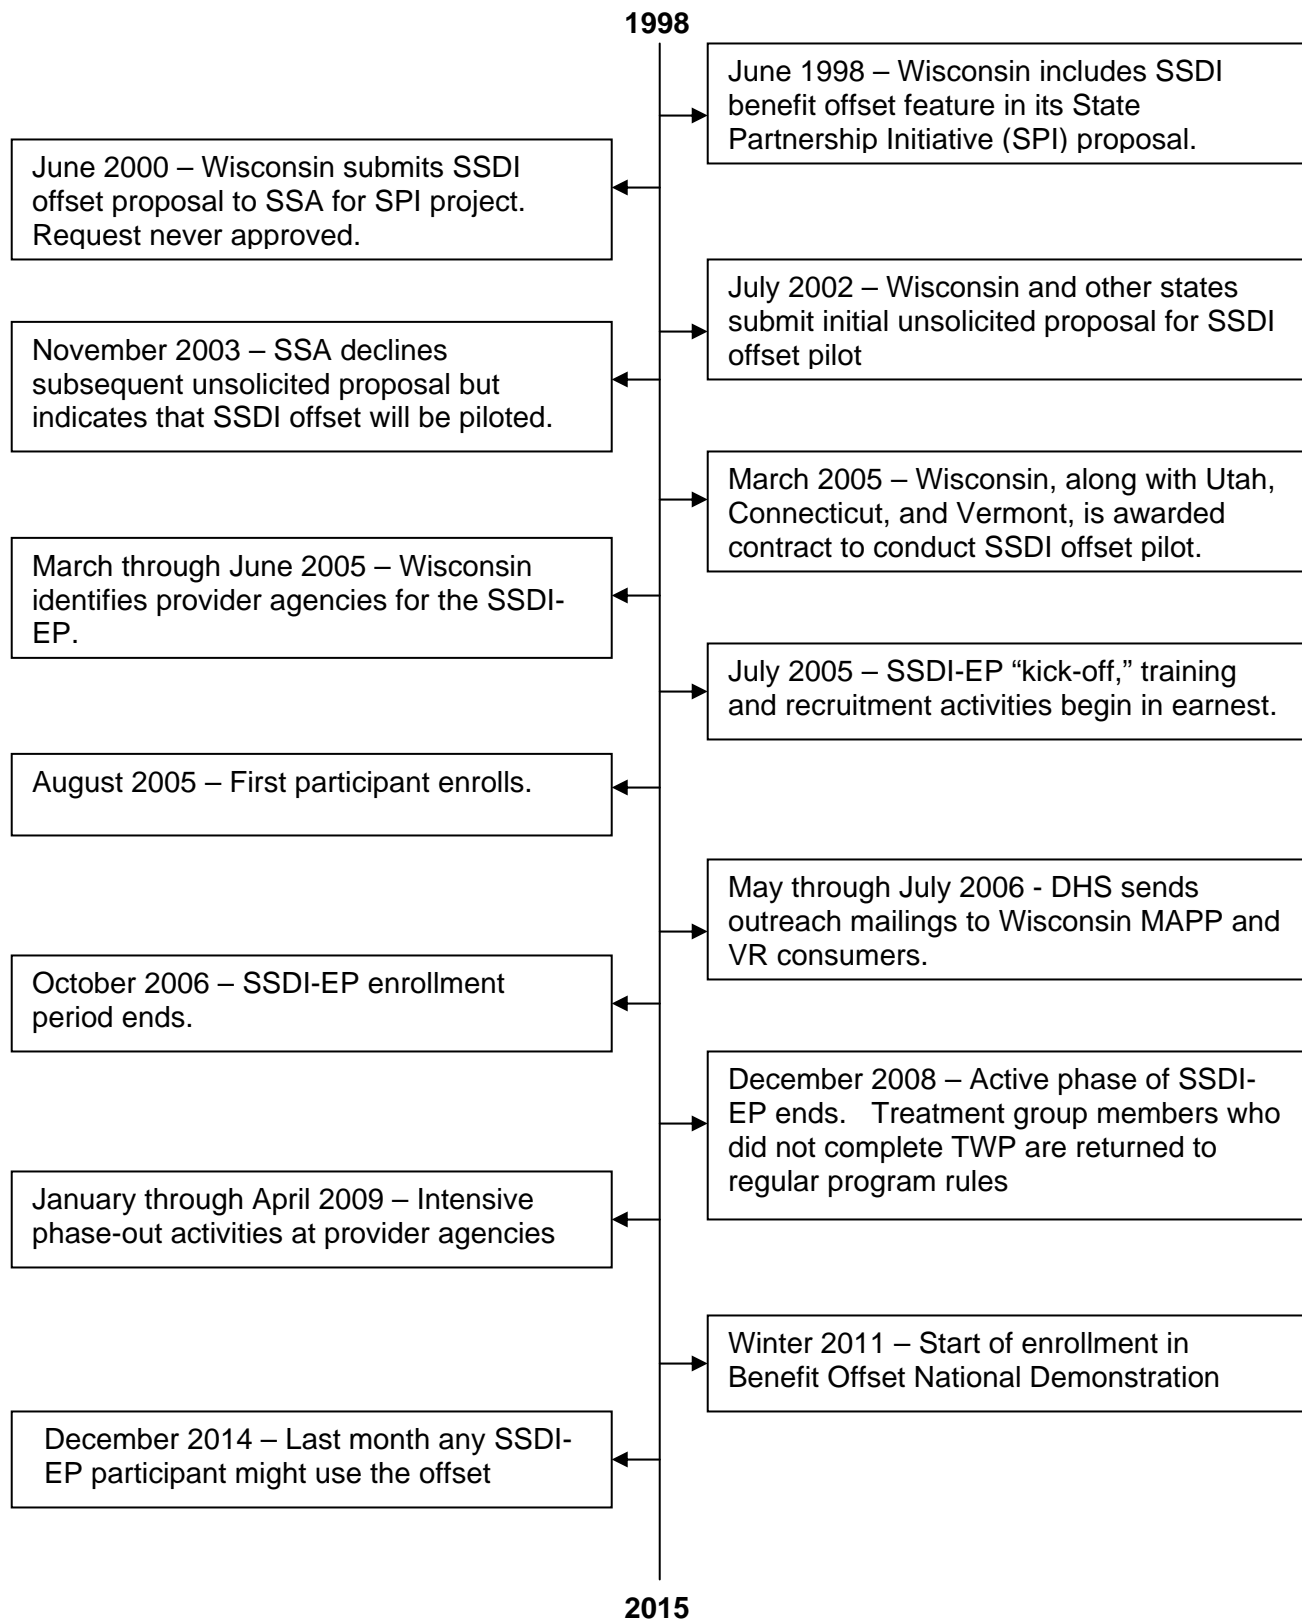 1998
June 1998 – Wisconsin includes SSDI
benefit offset feature in its State
Partnership Initiative (SPI) proposal.
June 2000 – Wisconsin submits SSDI
offset proposal to SSA for SPI project.
Request never approved.
July 2002 – Wisconsin and other states
submit initial unsolicited proposal for SSDI
offset pilot
November 2003 – SSA declines
subsequent unsolicited proposal but
indicates that SSDI offset will be piloted.
March 2005 – Wisconsin, along with Utah,
Connecticut, and Vermont, is awarded
contract to conduct SSDI offset pilot.
March through June 2005 – Wisconsin
identifies provider agencies for the SSDI-
EP.
July 2005 – SSDI-EP “kick-off,” training
and recruitment activities begin in earnest.
August 2005 – First participant enrolls.
May through July 2006 - DHS sends
outreach mailings to Wisconsin MAPP and
VR consumers.
October 2006 – SSDI-EP enrollment
period ends.
December 2008 – Active phase of SSDI-
EP ends.   Treatment group members who
did not complete TWP are returned to
regular program rules
January through April 2009 – Intensive
phase-out activities at provider agencies
Winter 2011 – Start of enrollment in
Benefit Offset National Demonstration
December 2014 – Last month any SSDI-
EP participant might use the offset
2015